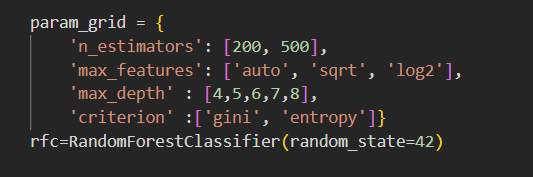 param_grid = {
    'n_estimators': [200, 500],
    'max_features': ['auto', 'sqrt', 'log2'],
    'max_depth' : [4,5,6,7,8],
    'criterion' :['gini', 'entropy']}
rfc=RandomForestClassifier(random_state=42)